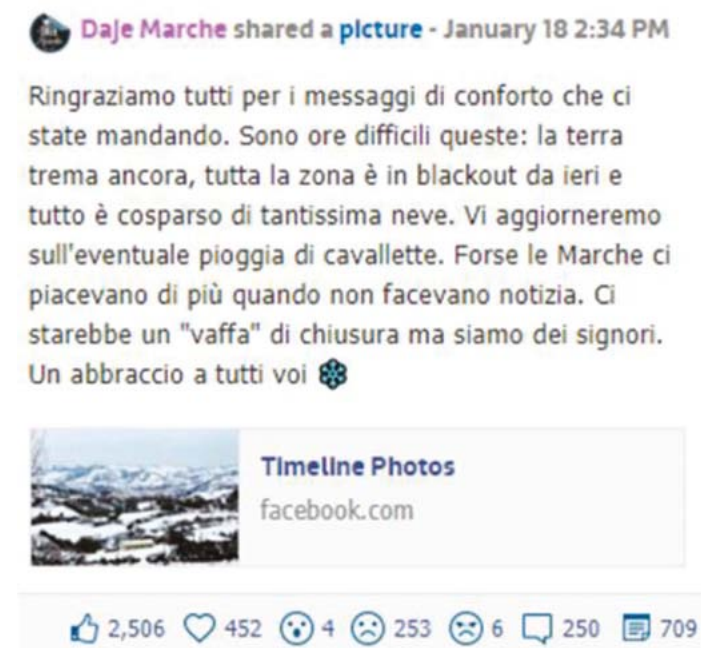 Daje Marche shared a picture - January 18 2:34 PM
Ringraziamo tutti per i messaggi di conforto che ci
state mandando. Sono ore difficili queste: la terra
trema ancora, tutta la zona è in blackout da ieri e
tutto è cosparso di tantissima neve. Vi aggiorneremo
sull'eventuale pioggia di cavallette. Forse le Marche ci
piacevano di più quando non facevano notizia. Ci
starebbe un "vaffa" di chiusura ma siamo dei signori.
Un abbraccio a tutti voi
Timeline Photos
facebook.com
2,506 452 4 253 6 250 709